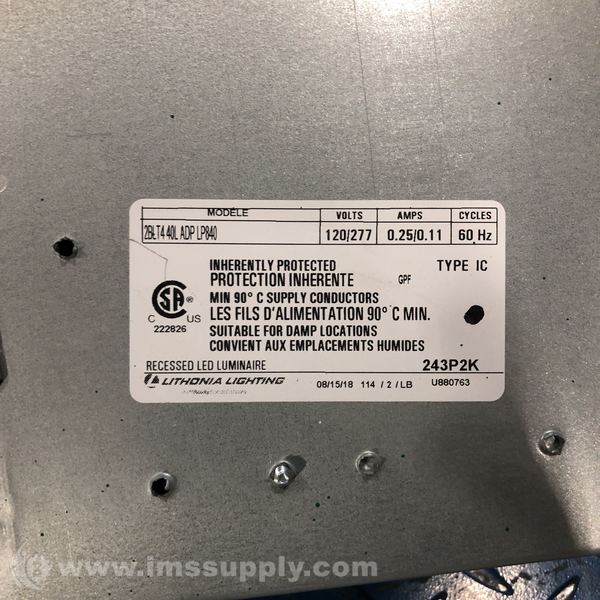 MODÈLE VOLTS AMPS CYCLES
2BLT4 40L ADP LP840 120/277 0.25/0.11 60 Hz
INHERENTLY PROTECTED TYPE IC
PROTECTION INHERENTE GPF
MIN 90° C SUPPLY CONDUCTORS
CSA ®
LES FILS D'ALIMENTATION 90° C MIN.
C US
222826
SUITABLE FOR DAMP LOCATIONS
CONVIENT AUX EMPLACEMENTS HUMIDES
RECESSED LED LUMINAIRE 243P2K
LITHONIA LIGHTING 08/15/18 114 / 2 / LB U880763
www.imssupply.com